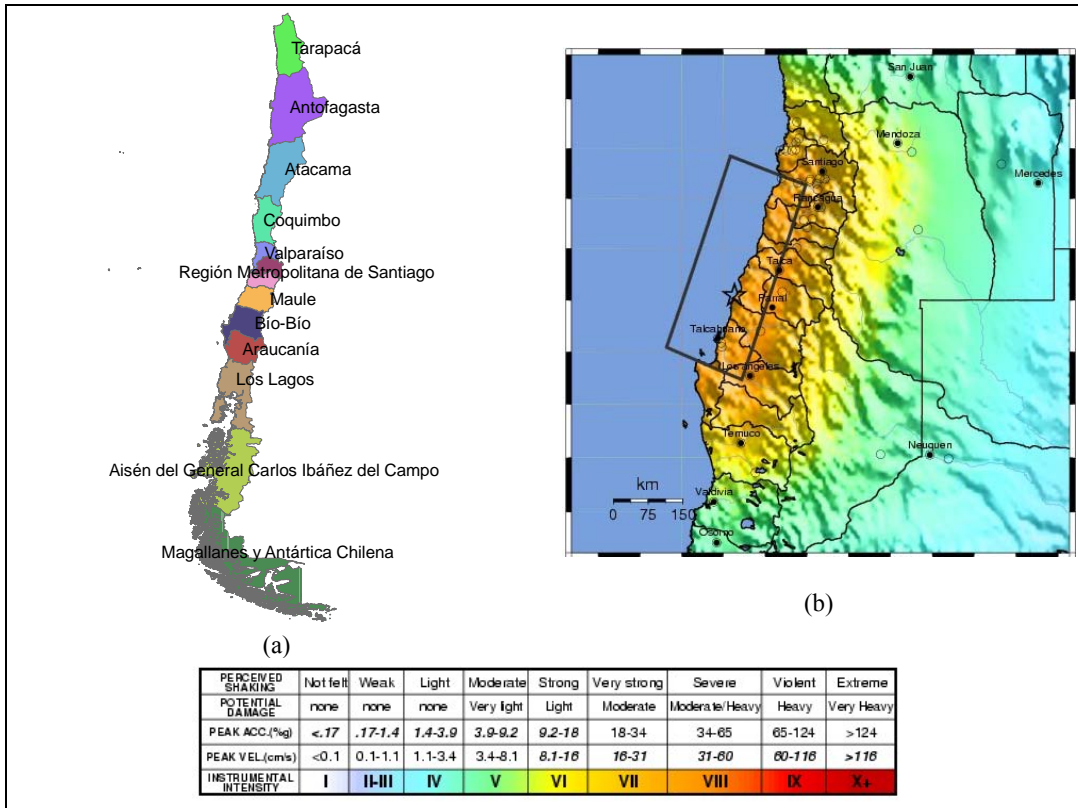 Tarapacá
Antofagasta
Atacama
Coquimbo
Valparaíso
Región Metropolitana de Santiago
Maule
Bío-Bío
Araucanía
Los Lagos
Aisén del General Carlos Ibáñez del Campo
Magallanes y Antártica Chilena
(a)
San Juan
Mendoza
Santiago
Mercedes
Rancagua
Talca
Parral
Talcahuano
Los Angeles
Temuco
Neuquen
km
Valdivia
0 75 150
Osorno
(b)
PERCEIVED SHAKING Not felt Weak Light Moderate Strong Very strong Severe Violent Extreme
POTENTIAL DAMAGE none none none Very light Light Moderate Moderate/Heavy Heavy Very Heavy
PEAK ACC.(%g) <.17 .17-1.4 1.4-3.9 3.9-9.2 9.2-18 18-34 34-65 65-124 >124
PEAK VEL.(cm/s) <0.1 0.1-1.1 1.1-3.4 3.4-8.1 8.1-16 16-31 31-60 60-116 >116
INSTRUMENTAL INTENSITY I II-III IV V VI VII VIII IX X+